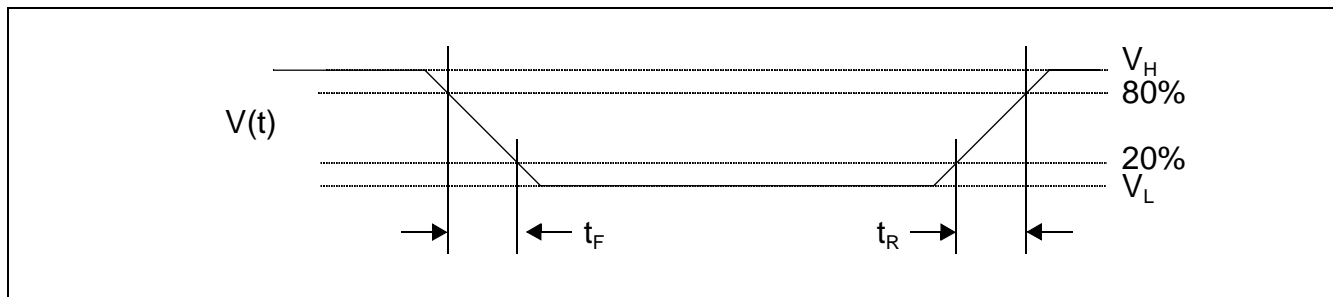 V_H
80%
V(t)
20%
V_L
t_F
t_R